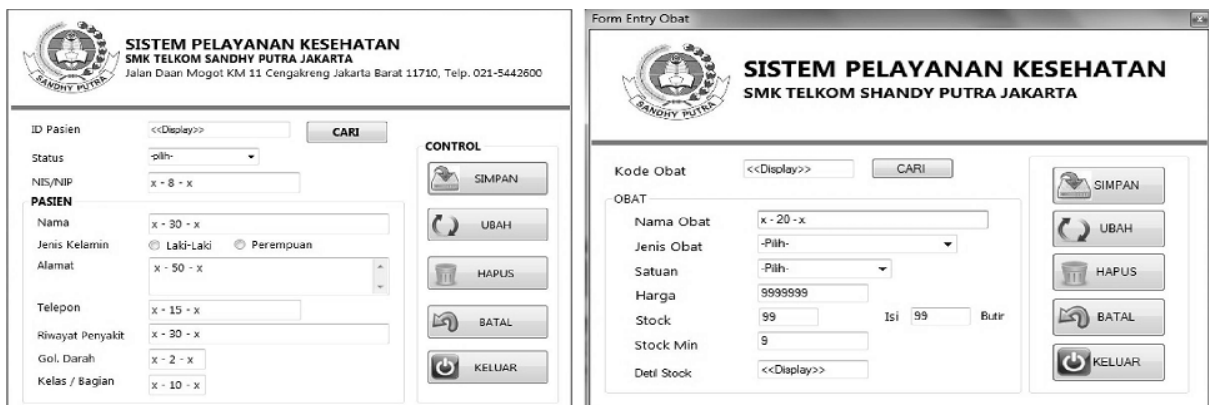 SISTEM PELAYANAN KESEHATAN
SMK TELKOM SANDHY PUTRA JAKARTA
Jalan Daan Mogot KM 11 Cengkareng Jakarta Barat 11710, Telp. 021-5442600
SANDHY PUTRA
ID Pasien <<Display>> CARI
Status -pilih-
NIS/NIP x - 8 - x
PASIEN
Nama x - 30 - x
Jenis Kelamin Laki-Laki Perempuan
Alamat x - 50 - x
Telepon x - 15 - x
Riwayat Penyakit x - 30 - x
Gol. Darah x - 2 - x
Kelas / Bagian x - 10 - x
CONTROL
SIMPAN
UBAH
HAPUS
BATAL
KELUAR
Form Entry Obat
SISTEM PELAYANAN KESEHATAN
SMK TELKOM SHANDY PUTRA JAKARTA
SANDHY PUTRA
Kode Obat <<Display>> CARI
OBAT
Nama Obat x - 20 - x
Jenis Obat -Pilih-
Satuan -Pilih-
Harga 9999999
Stock 99 Isi 99 Butir
Stock Min 9
Detil Stock <<Display>>
SIMPAN
UBAH
HAPUS
BATAL
KELUAR